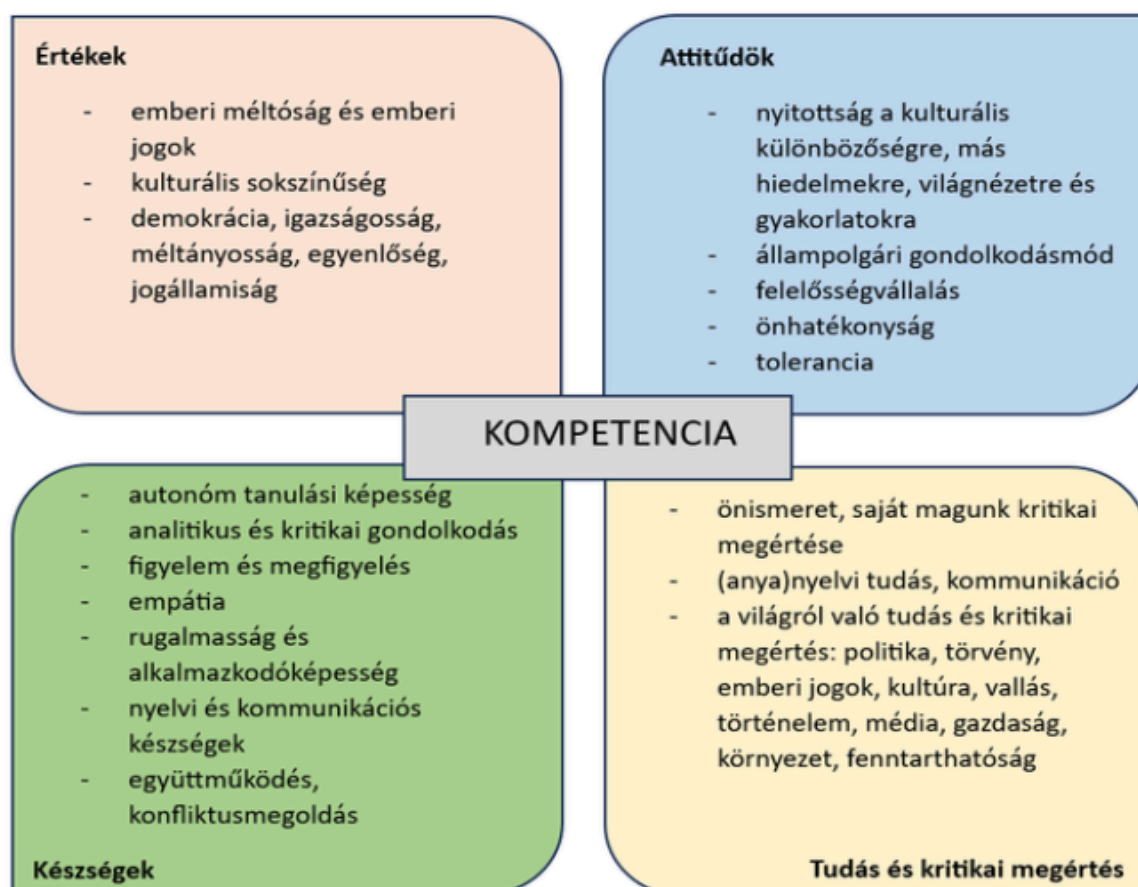 Értékek
- emberi méltóság és emberi
jogok
- kulturális sokszínűség
- demokrácia, igazságosság,
méltányosság, egyenlőség,
jogállamiság
Attitűdök
- nyitottság a kulturális
különbözőségre, más
hiedelmekre, világnézetre és
gyakorlatokra
- állampolgári gondolkodásmód
- felelősségvállalás
- önhatékonyság
- tolerancia
KOMPETENCIA
- autonóm tanulási képesség
- analitikus és kritikai gondolkodás
- figyelem és megfigyelés
- empátia
- rugalmasság és
alkalmazkodóképesség
- nyelvi és kommunikációs
készségek
- együttműködés,
konfliktusmegoldás
Készségek
- önismeret, saját magunk kritikai
megértése
- (anya)nyelvi tudás, kommunikáció
- a világról való tudás és kritikai
megértés: politika, törvény,
emberi jogok, kultúra, vallás,
történelem, média, gazdaság,
környezet, fenntarthatóság
Tudás és kritikai megértés